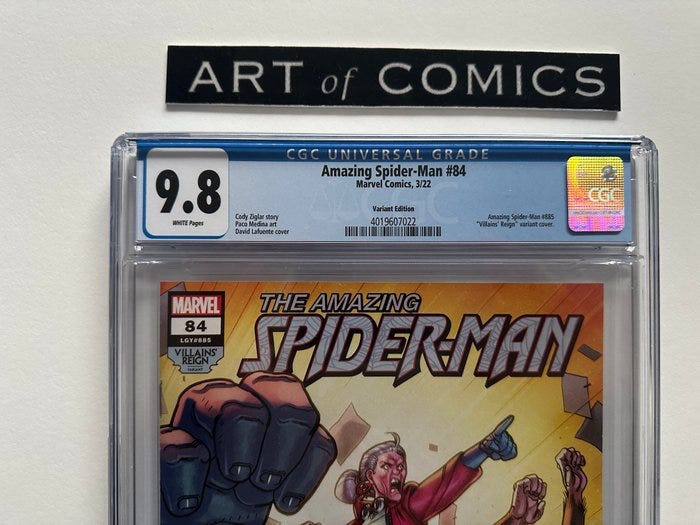 ART of COMICS
CGC UNIVERSAL GRADE
9.8
WHITE Pages
Amazing Spider-Man #84
Marvel Comics, 3/22
Variant Edition
4019607022
Cody Ziglar story
Paco Medina art
David Lafuente cover
Amazing Spider-Man #885
"Villains' Reign" variant cover.
CGC
CGC
MARVEL
84
LGY#885
VILLAINS'
REIGN
VARIANT
THE AMAZING
SPIDER-MAN